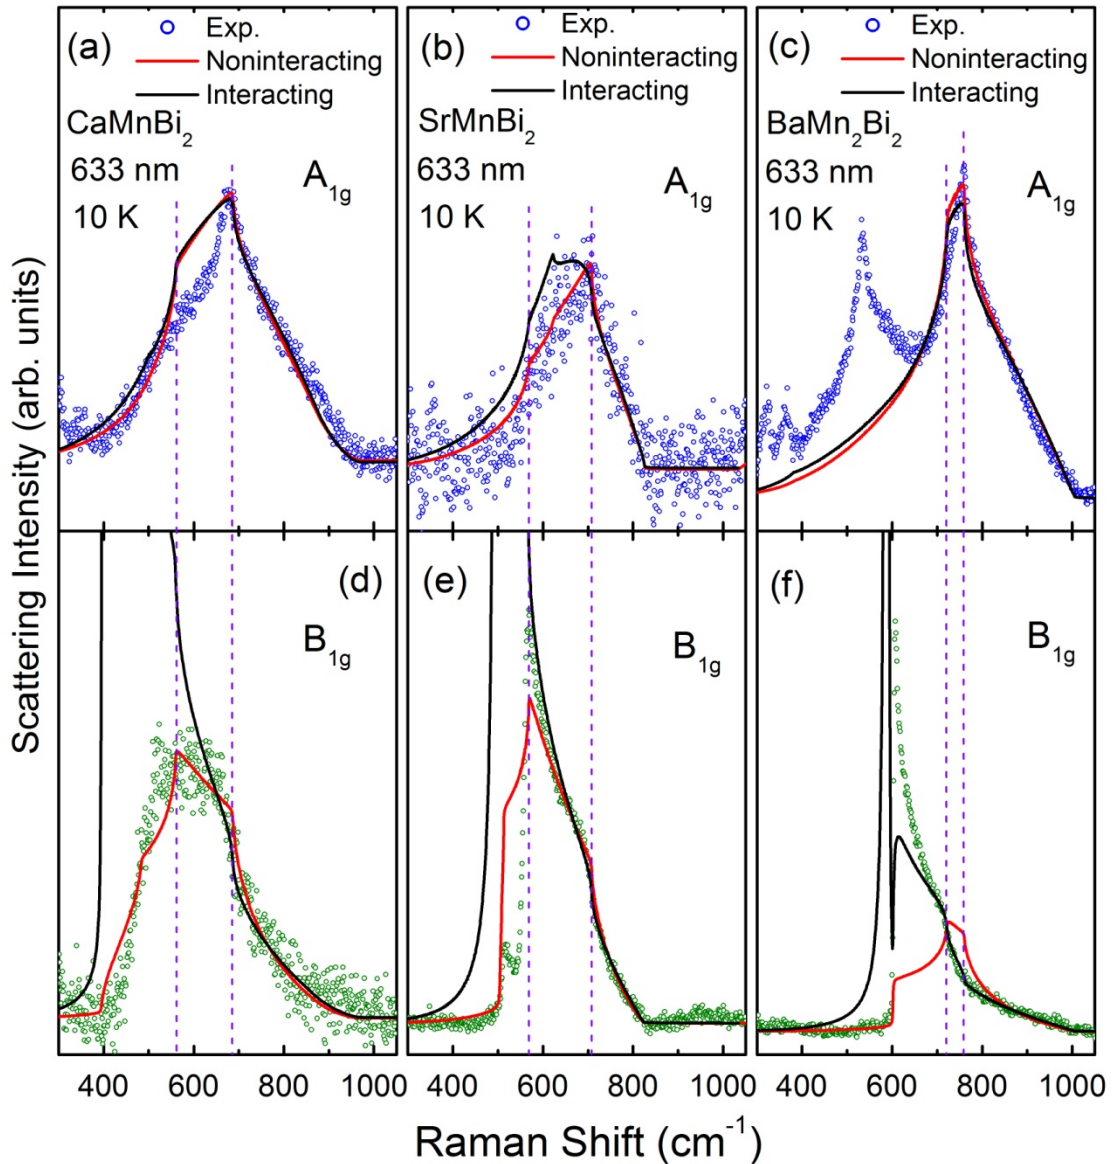 (a)
Exp.
Noninteracting
Interacting
CaMnBi₂
633 nm
10 K
A₁g
(b)
Exp.
Noninteracting
Interacting
SrMnBi₂
633 nm
10 K
A₁g
(c)
Exp.
Noninteracting
Interacting
BaMn₂Bi₂
633 nm
10 K
A₁g
Scattering Intensity (arb. units)
(d)
B₁g
(e)
B₁g
(f)
B₁g
400 600 800 1000 400 600 800 1000 400 600 800 1000
Raman Shift (cm⁻¹)